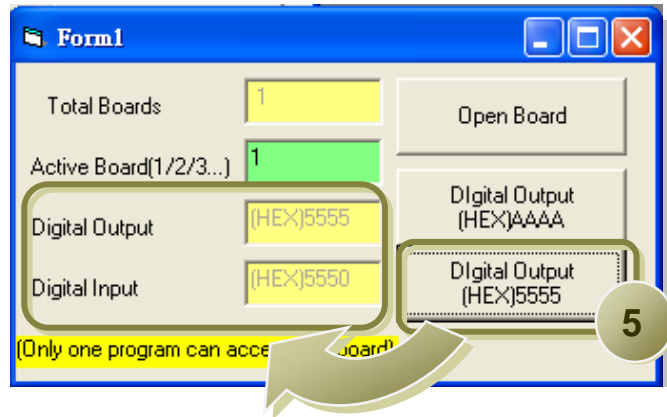 Form1
Total Boards
1
Open Board
Active Board(1/2/3...)
1
DIgital Output
(HEX)AAAA
Digital Output
(HEX)5555
Digital Input
(HEX)5550
DIgital Output
(HEX)5555
5
(Only one program can board)